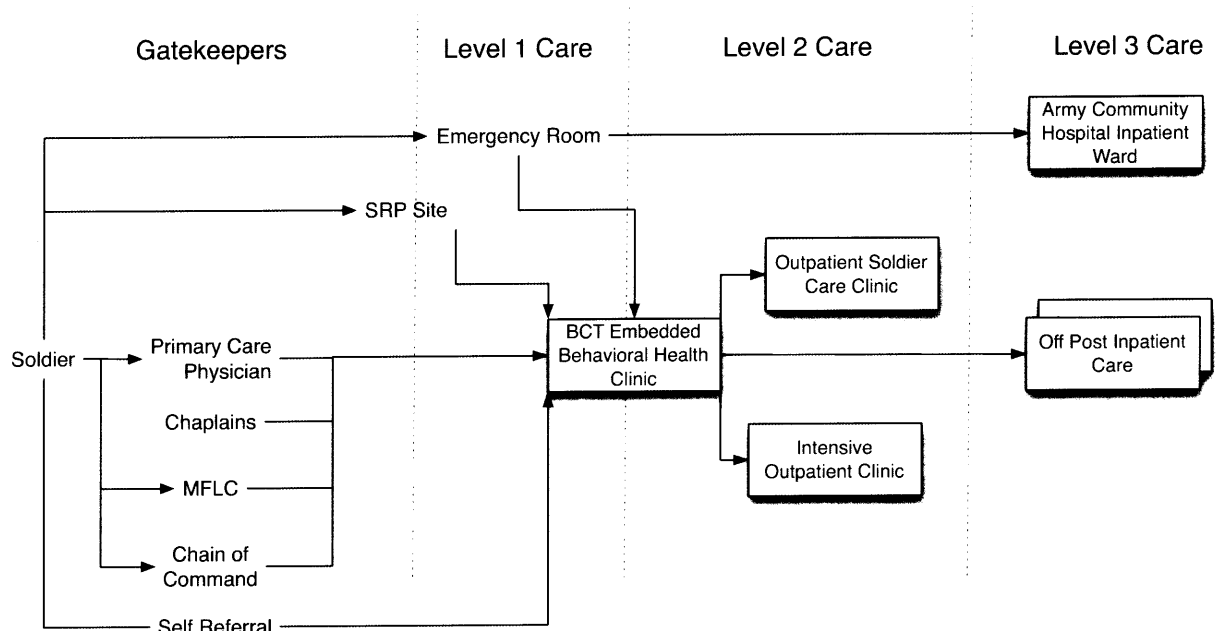 Gatekeepers
Level 1 Care
Level 2 Care
Level 3 Care
Emergency Room
Army Community
Hospital Inpatient
Ward
SRP Site
Outpatient Soldier
Care Clinic
Soldier
Primary Care
Physician
BCT Embedded
Behavioral Health
Clinic
Off Post Inpatient
Care
Chaplains
MFLC
Intensive
Outpatient Clinic
Chain of
Command
Self Referral